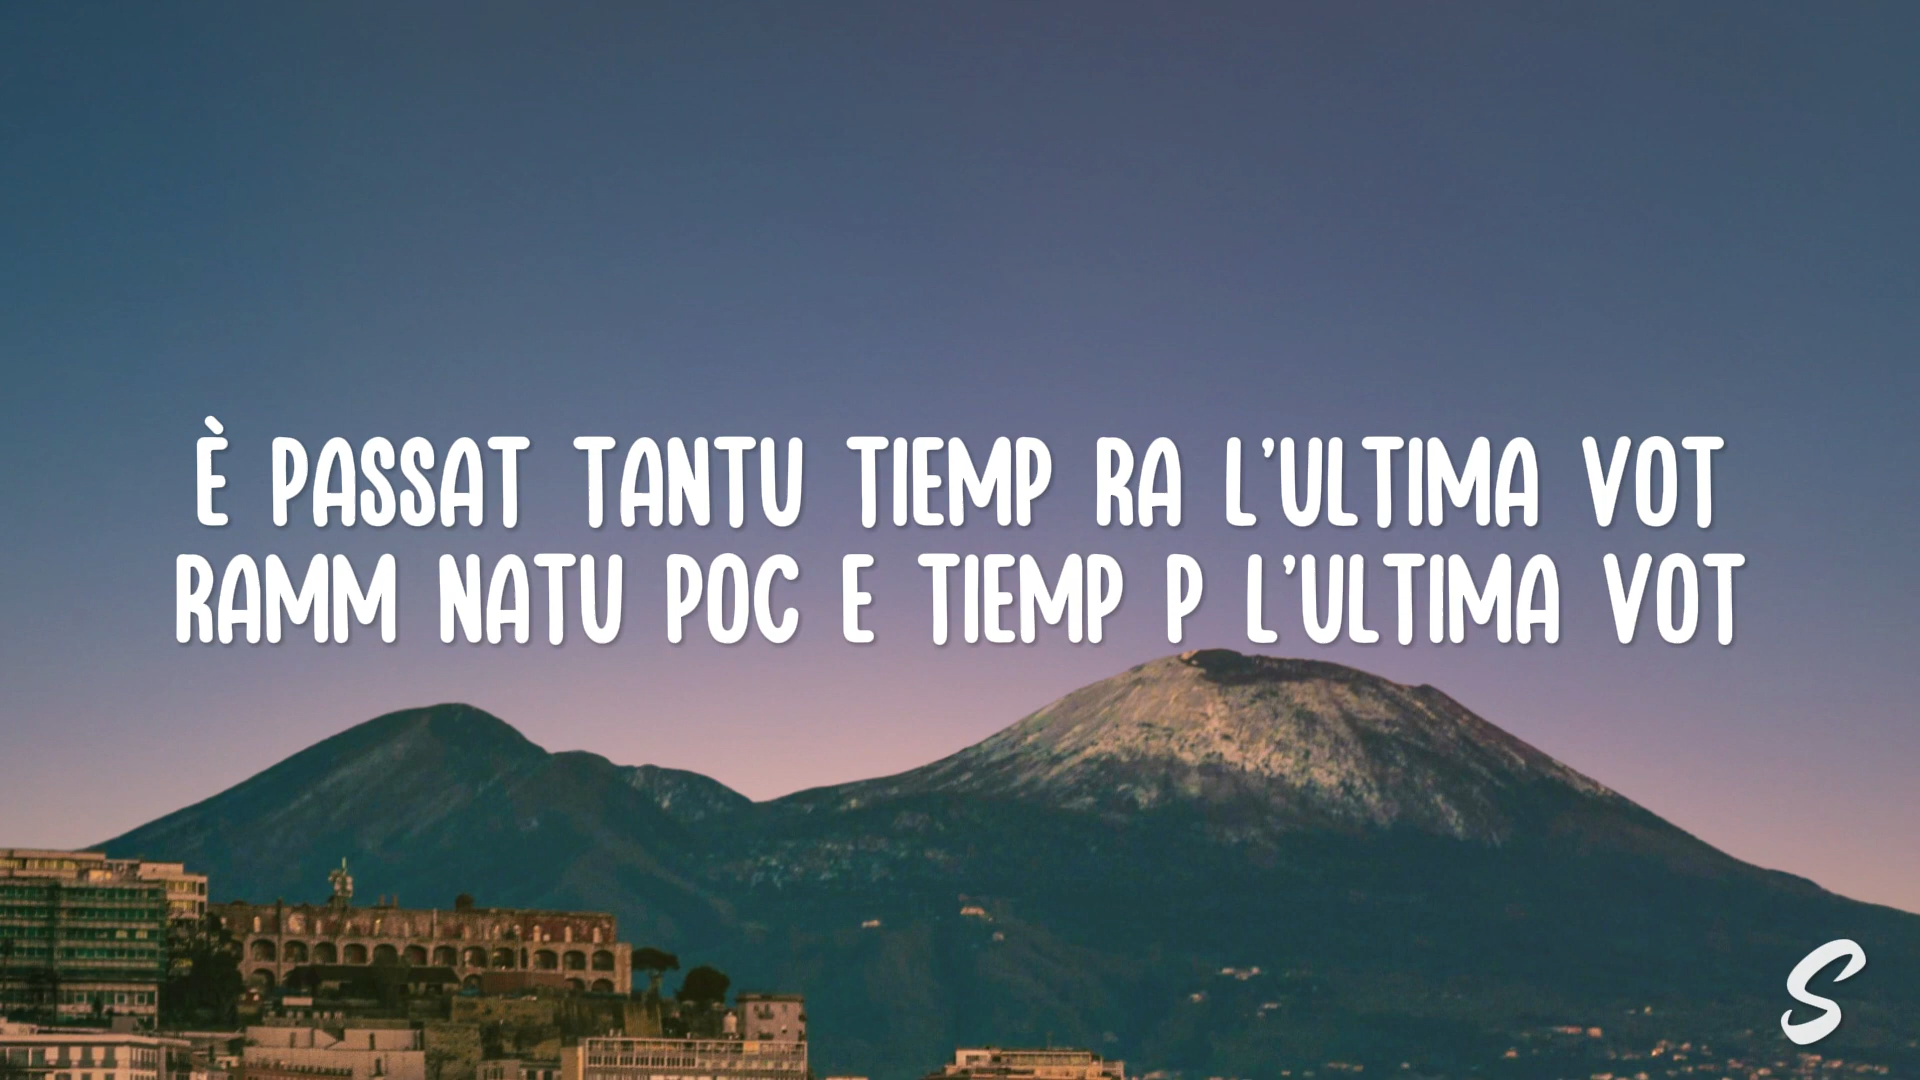 È PASSAT TANTU TIEMP RA L'ULTIMA VOT
RAMM NATU POC E TIEMP P L'ULTIMA VOT
S